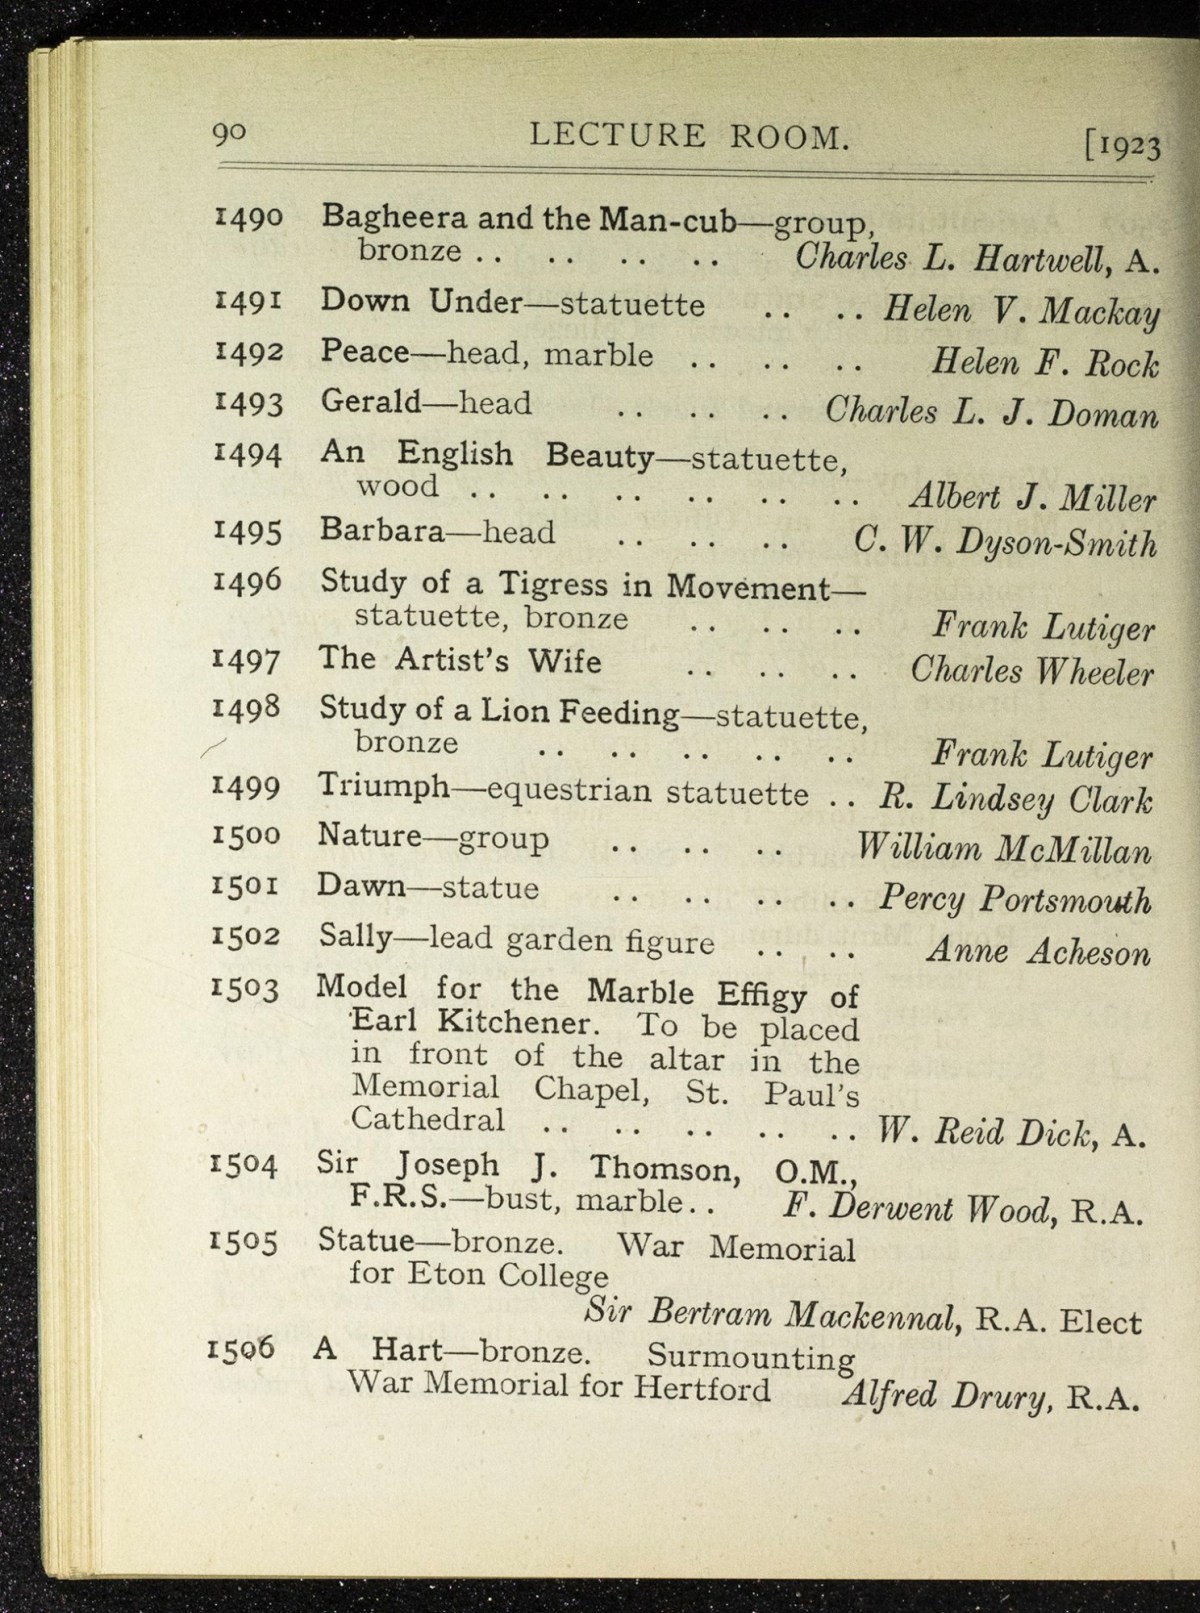 90 LECTURE ROOM. [1923
1490 Bagheera and the Man-cub—group,
bronze . . . . . . . . Charles L. Hartwell, A.
1491 Down Under—statuette . . . . Helen V. Mackay
1492 Peace—head, marble . . . . . . Helen F. Rock
1493 Gerald—head . . . . . . Charles L. J. Doman
1494 An English Beauty—statuette,
wood . . . . . . . . . . . . Albert J. Miller
1495 Barbara—head . . . . . . C. W. Dyson-Smith
1496 Study of a Tigress in Movement—
statuette, bronze . . . . . . Frank Lutiger
1497 The Artist's Wife . . . . . . Charles Wheeler
1498 Study of a Lion Feeding—statuette,
bronze . . . . . . . . . . Frank Lutiger
1499 Triumph—equestrian statuette . . R. Lindsey Clark
1500 Nature—group . . . . . . William McMillan
1501 Dawn—statue . . . . . . . . Percy Portsmouth
1502 Sally—lead garden figure . . . . Anne Acheson
1503 Model for the Marble Effigy of
Earl Kitchener. To be placed
in front of the altar in the
Memorial Chapel, St. Paul's
Cathedral . . . . . . . . . . W. Reid Dick, A.
1504 Sir Joseph J. Thomson, O.M.,
F.R.S.—bust, marble . . F. Derwent Wood, R.A.
1505 Statue—bronze. War Memorial
for Eton College
Sir Bertram Mackennal, R.A. Elect
1506 A Hart—bronze. Surmounting
War Memorial for Hertford Alfred Drury, R.A.